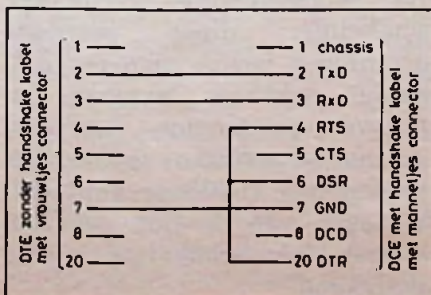 DTE zonder handshake kabel
met vrouwtjes connector
1 1 chassis
2 2 TxD
3 3 RxD
4 4 RTS
5 5 CTS
6 6 DSR
7 7 GND
8 8 DCD
20 20 DTR
DCE met handshake kabel
met mannetjes connector